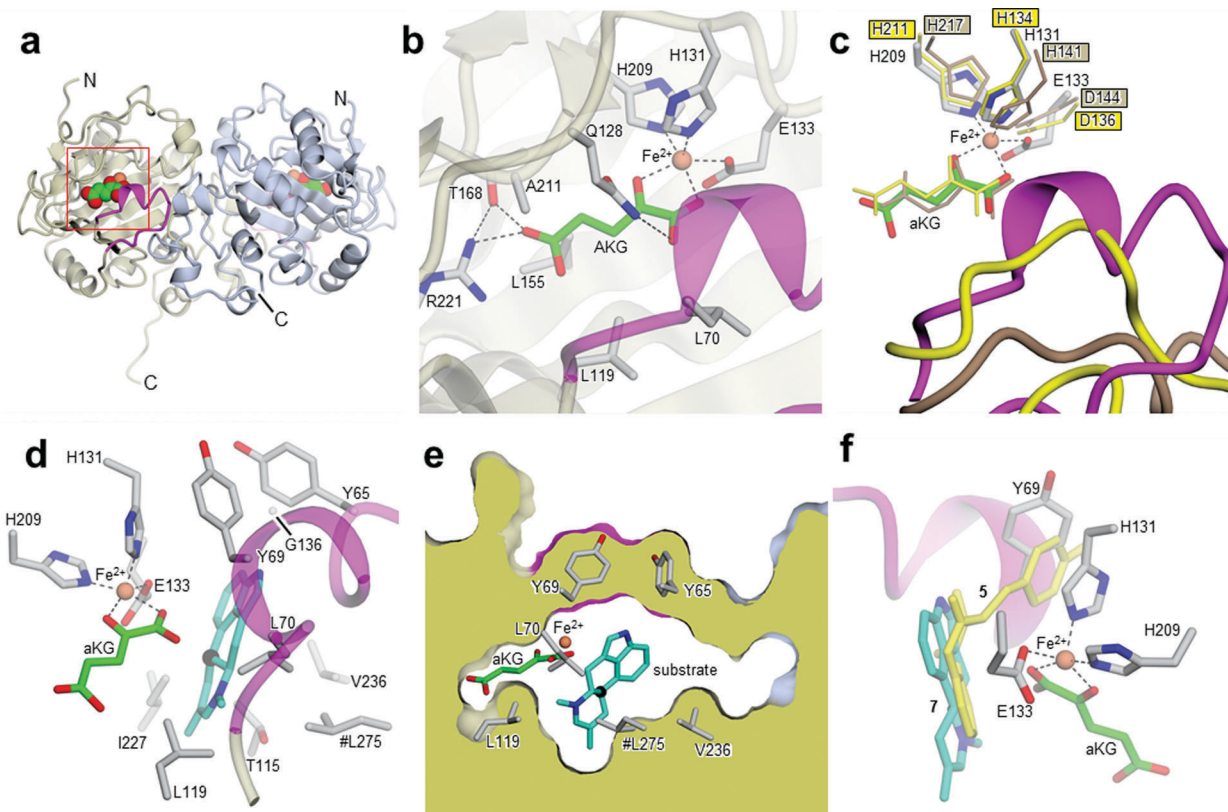 a
N
N
C
C
b
H131
H209
E133
Q128
Fe2+
T168
A211
AKG
L155
R221
L70
L119
c
H211
H217
H134
H209
H131
H141
E133
D144
Fe2+
D136
aKG
d
H131
H209
Y65
G136
Fe2+
E133
Y69
aKG
L70
V236
I227
#L275
T115
L119
e
Y69
Y65
Fe2+
L70
aKG
substrate
L119
#L275
V236
f
Y69
H131
5
Fe2+
H209
E133
7
aKG